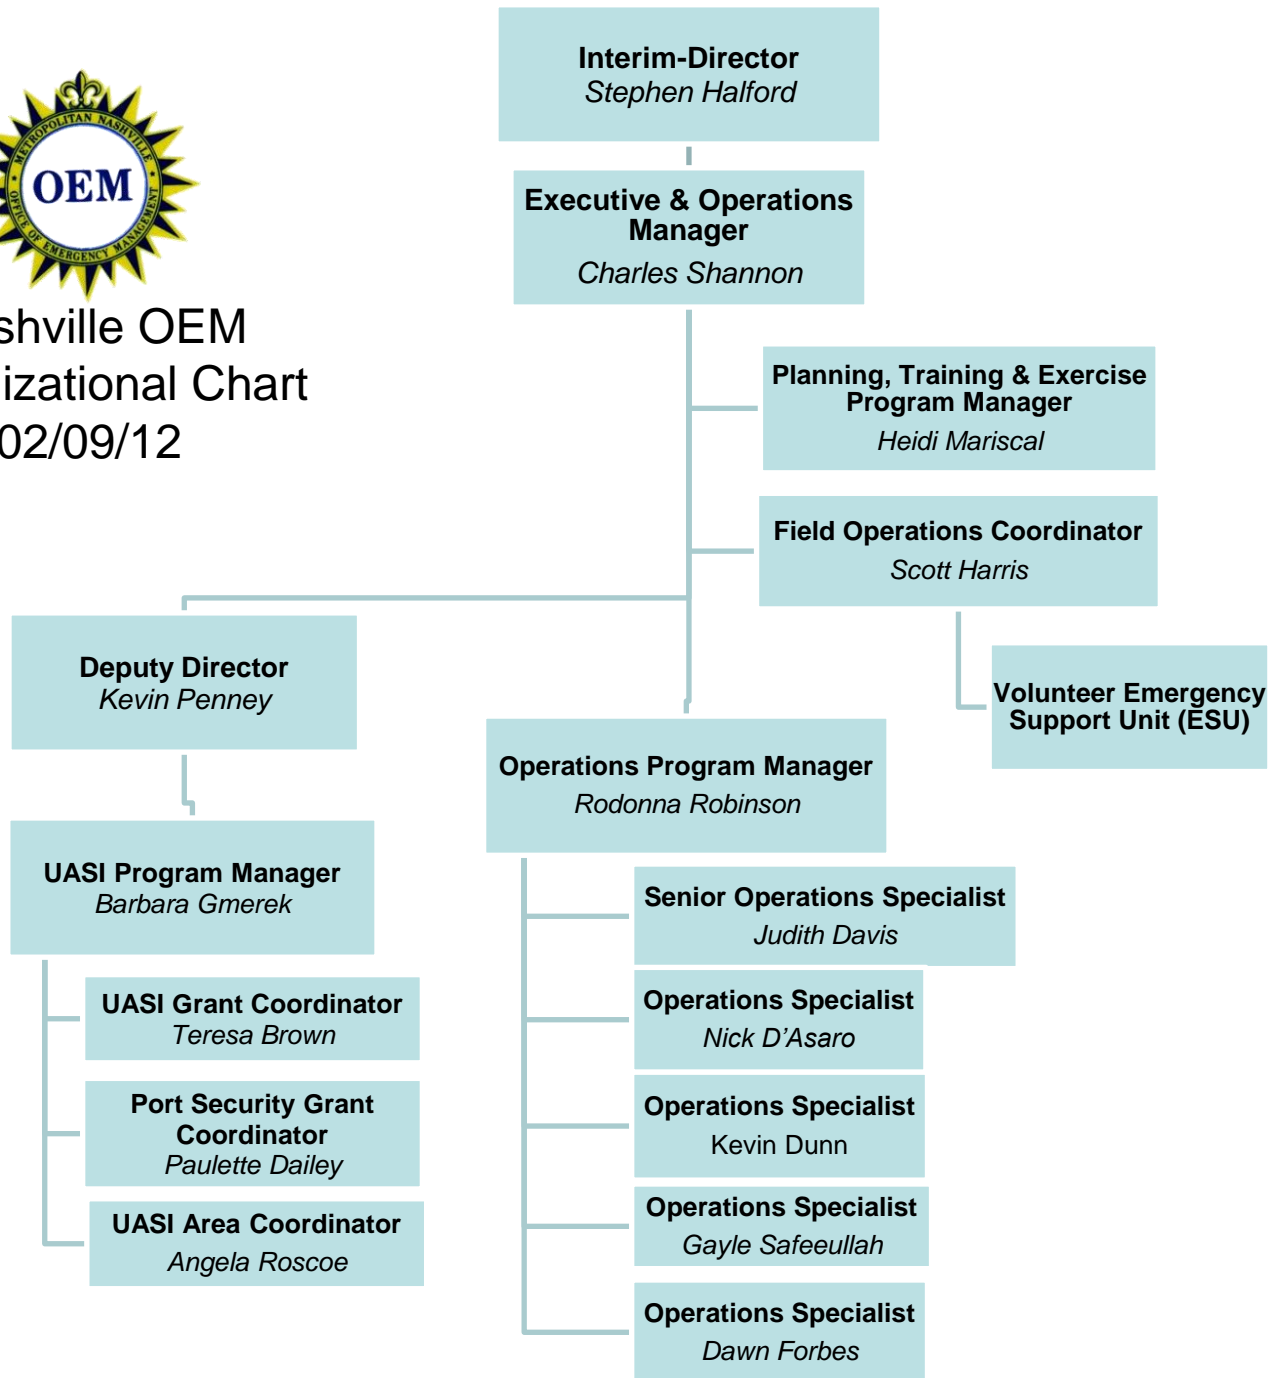 Interim-Director
Stephen Halford
METROPOLITAN NASHVILLE
OEM
OFFICE OF EMERGENCY MANAGEMENT
shville OEM
izational Chart
02/09/12
Executive & Operations
Manager
Charles Shannon
Planning, Training & Exercise
Program Manager
Heidi Mariscal
Field Operations Coordinator
Scott Harris
Volunteer Emergency
Support Unit (ESU)
Deputy Director
Kevin Penney
Operations Program Manager
Rodonna Robinson
UASI Program Manager
Barbara Gmerek
UASI Grant Coordinator
Teresa Brown
Port Security Grant
Coordinator
Paulette Dailey
UASI Area Coordinator
Angela Roscoe
Senior Operations Specialist
Judith Davis
Operations Specialist
Nick D’Asaro
Operations Specialist
Kevin Dunn
Operations Specialist
Gayle Safeeullah
Operations Specialist
Dawn Forbes